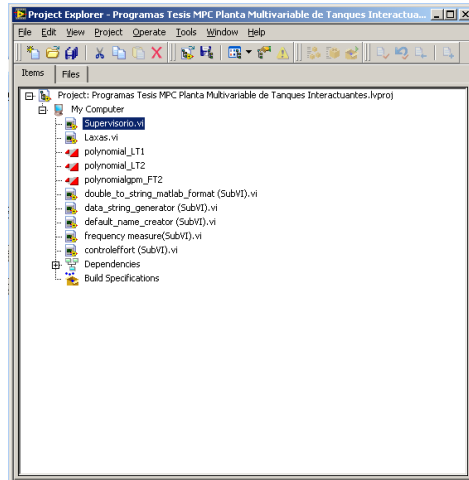 Project Explorer - Programas Tesis MPC Planta Multivariable de Tanques Interactua...
File Edit View Project Operate Tools Window Help
Items Files
Project: Programas Tesis MPC Planta Multivariable de Tanques Interactuantes.lvproj
My Computer
Supervisorio.vi
Laxas.vi
polynomial_LT1
polynomial_LT2
polynomialgpm_FT2
double_to_string_matlab_format (SubVI).vi
data_string_generator (SubVI).vi
default_name_creator (SubVI).vi
frequency measure(SubVI).vi
controleffort (SubVI).vi
Dependencies
Build Specifications